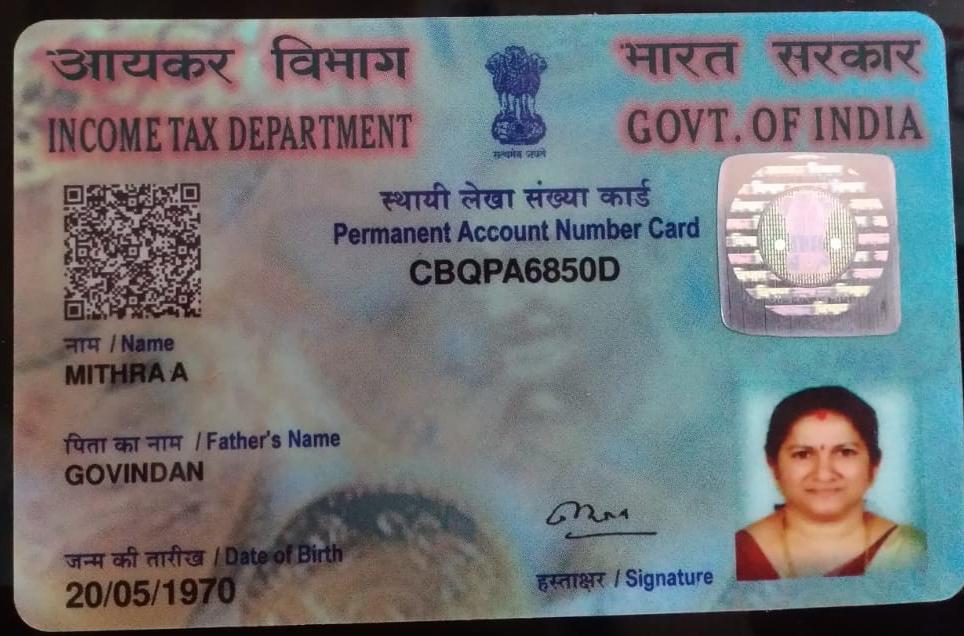 आयकर विभाग
INCOME TAX DEPARTMENT
सत्यमेव जयते
भारत सरकार
GOVT. OF INDIA
स्थायी लेखा संख्या कार्ड
Permanent Account Number Card
CBQPA6850D
नाम / Name
MITHRA A
पिता का नाम / Father's Name
GOVINDAN
जन्म की तारीख / Date of Birth
20/05/1970
हस्ताक्षर / Signature